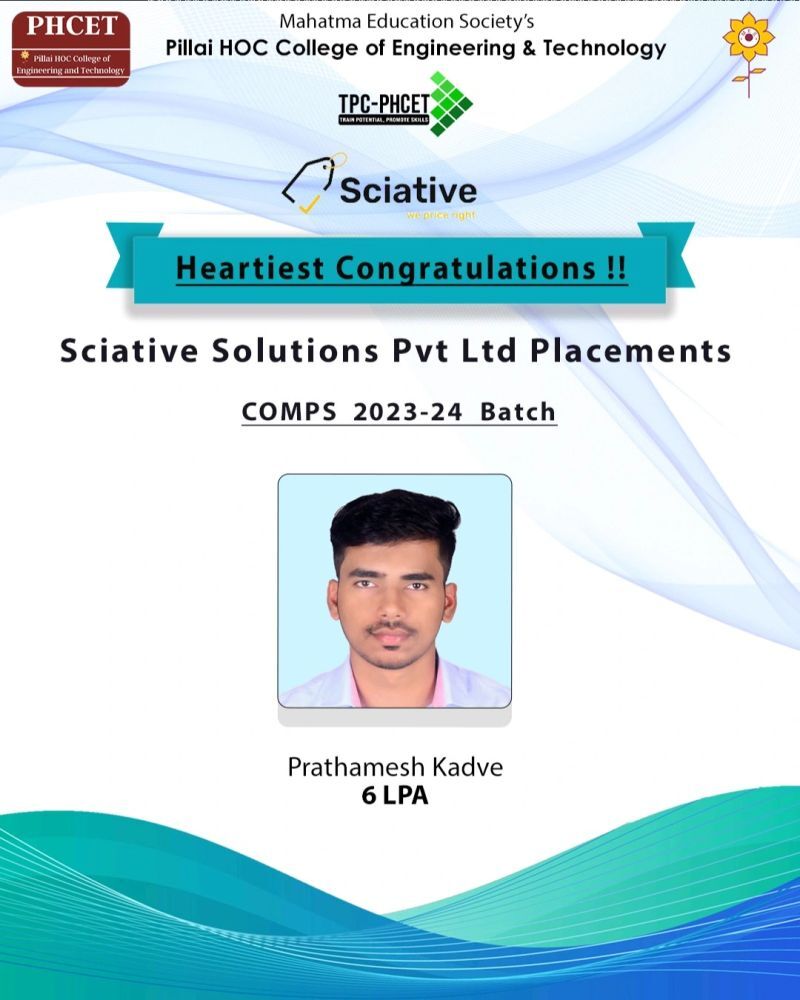 PHCET
Pillai HOC College of
Engineering and Technology
Mahatma Education Society's
Pillai HOC College of Engineering & Technology
TPC-PHCET
TRAIN POTENTIAL, PROMOTE SKILLS
Sciative
we price right
Heartiest Congratulations !!
Sciative Solutions Pvt Ltd Placements
COMPS 2023-24 Batch
Prathamesh Kadve
6 LPA